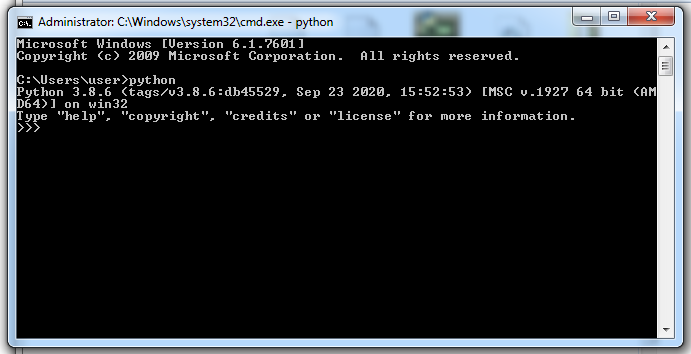 Administrator: C:\Windows\system32\cmd.exe - python
Microsoft Windows [Version 6.1.7601]
Copyright (c) 2009 Microsoft Corporation.  All rights reserved.
C:\Users\user>python
Python 3.8.6 (tags/v3.8.6:db45529, Sep 23 2020, 15:52:53) [MSC v.1927 64 bit (AM
D64)] on win32
Type "help", "copyright", "credits" or "license" for more information.
>>>